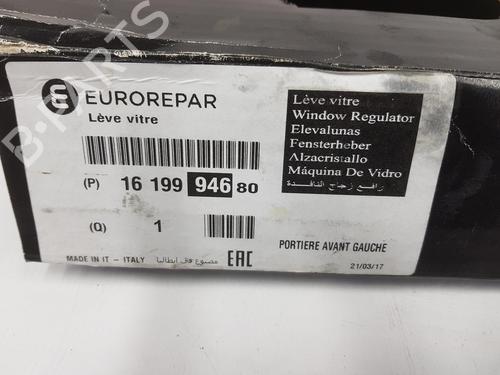 E EUROREPAR
Lève vitre
(P) 16 199 946 80
(Q) 1
MADE IN IT - ITALY مصنوع في ايطاليا EAC
Lève vitre
Window Regulator
Elevalunas
Fensterheber
Alzacristallo
Máquina De Vidro
رافع زجاج النافذة
PORTIERE AVANT GAUCHE
21/03/17
B-PARTS